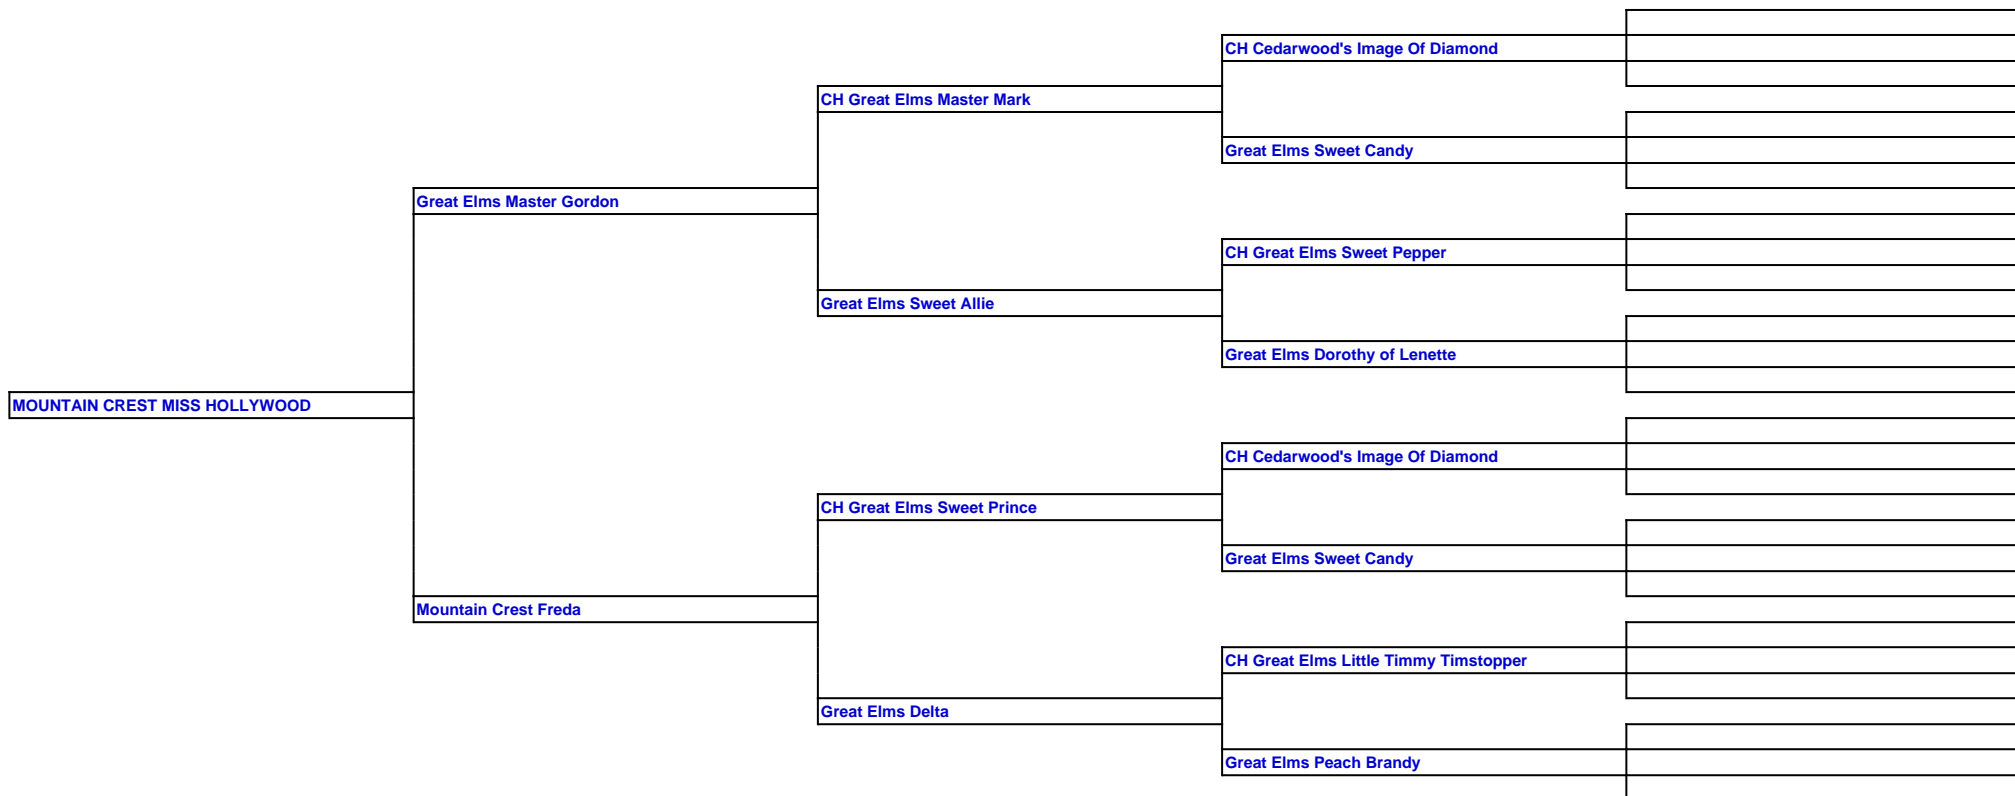 CH Cedarwood's Image Of Diamond
CH Great Elms Master Mark
Great Elms Sweet Candy
Great Elms Master Gordon
CH Great Elms Sweet Pepper
Great Elms Sweet Allie
Great Elms Dorothy of Lenette
MOUNTAIN CREST MISS HOLLYWOOD
CH Cedarwood's Image Of Diamond
CH Great Elms Sweet Prince
Great Elms Sweet Candy
Mountain Crest Freda
CH Great Elms Little Timmy Timstopper
Great Elms Delta
Great Elms Peach Brandy